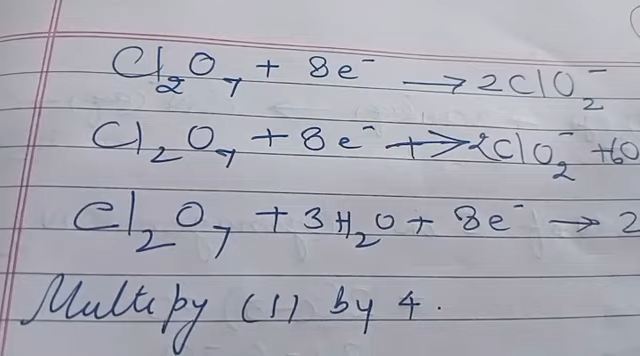 Cl₂O₇ + 8e⁻ → 2ClO₂⁻
Cl₂O₇ + 8e⁻ → 2ClO₂⁻ + 6O
Cl₂O₇ + 3H₂O + 8e⁻ → 2
Multipy (1) by 4.